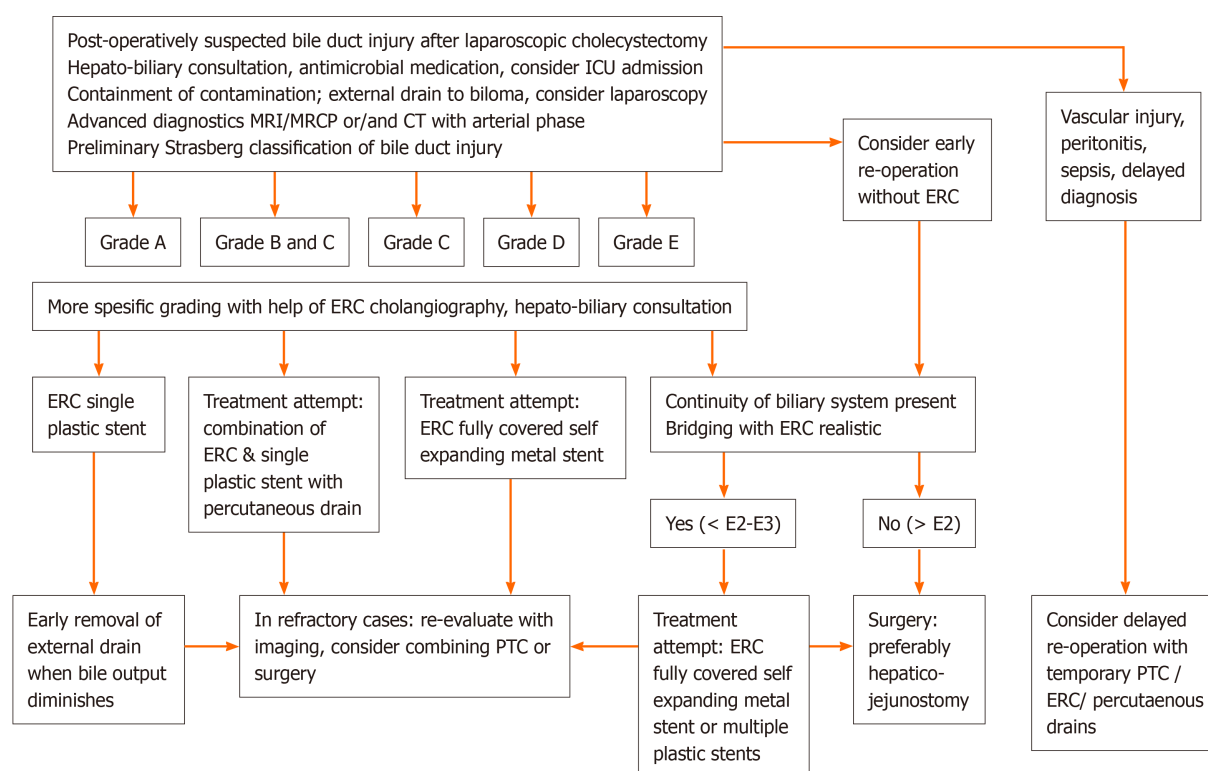 Post-operatively suspected bile duct injury after laparoscopic cholecystectomy
Hepato-biliary consultation, antimicrobial medication, consider ICU admission
Containment of contamination; external drain to biloma, consider laparoscopy
Advanced diagnostics MRI/MRCP or/and CT with arterial phase
Preliminary Strasberg classification of bile duct injury
Consider early
re-operation
without ERC
Vascular injury,
peritonitis,
sepsis, delayed
diagnosis
Grade A
Grade B and C
Grade C
Grade D
Grade E
More spesific grading with help of ERC cholangiography, hepato-biliary consultation
ERC single
plastic stent
Treatment attempt:
combination of
ERC & single
plastic stent with
percutaneous drain
Treatment attempt:
ERC fully covered self
expanding metal stent
Continuity of biliary system present
Bridging with ERC realistic
Yes (< E2-E3)
No (> E2)
Early removal of
external drain
when bile output
diminishes
In refractory cases: re-evaluate with
imaging, consider combining PTC or
surgery
Treatment
attempt: ERC
fully covered self
expanding metal
stent or multiple
plastic stents
Surgery:
preferably
hepatico-
jejunostomy
Consider delayed
re-operation with
temporary PTC /
ERC/ percutaenous
drains